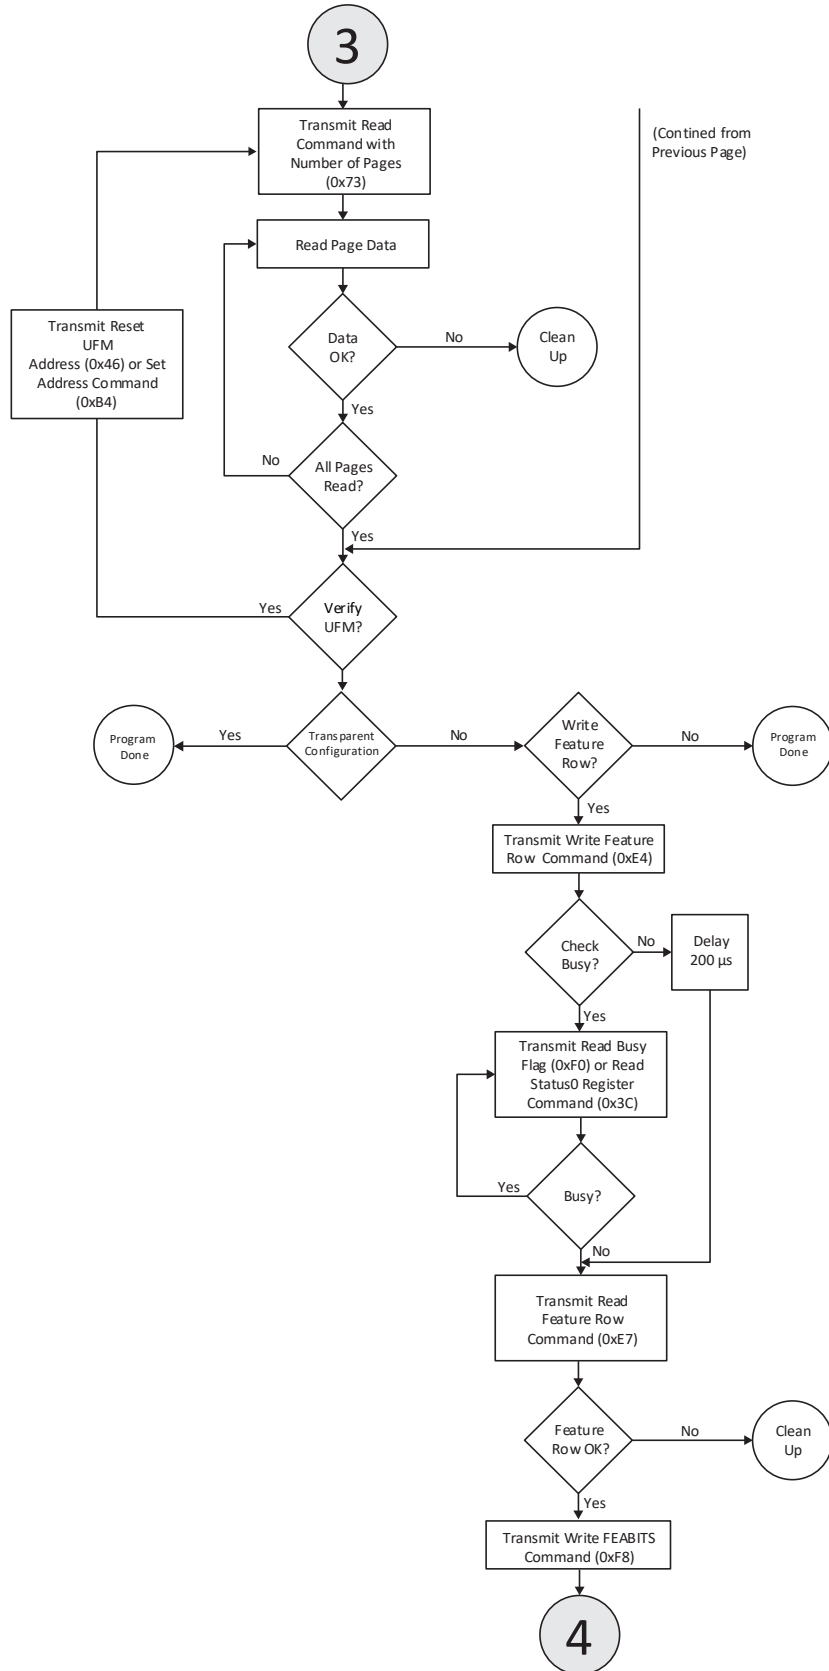 3
Transmit Read
Command with
Number of Pages
(0x73)
(Contined from
Previous Page)
Read Page Data
Transmit Reset
UFM
Address (0x46) or Set
Address Command
(0xB4)
Data
OK?
No
Clean
Up
Yes
All Pages
Read?
No
Yes
Verify
UFM?
Yes
Transparent
Configuration
Yes
Program
Done
No
Write
Feature
Row?
No
Program
Done
Yes
Transmit Write Feature
Row Command (0xE4)
Check
Busy?
No
Delay
200 µs
Yes
Transmit Read Busy
Flag (0xF0) or Read
Status0 Register
Command (0x3C)
Busy?
Yes
No
Transmit Read
Feature Row
Command (0xE7)
Feature
Row OK?
No
Clean
Up
Yes
Transmit Write FEABITS
Command (0xF8)
4